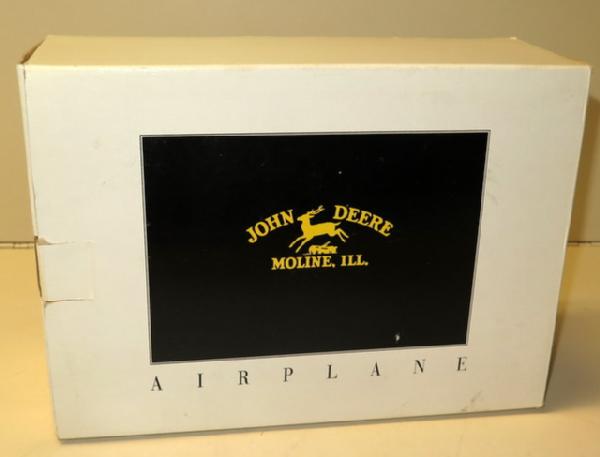 JOHN DEERE
MOLINE, ILL.
AIRPLANE